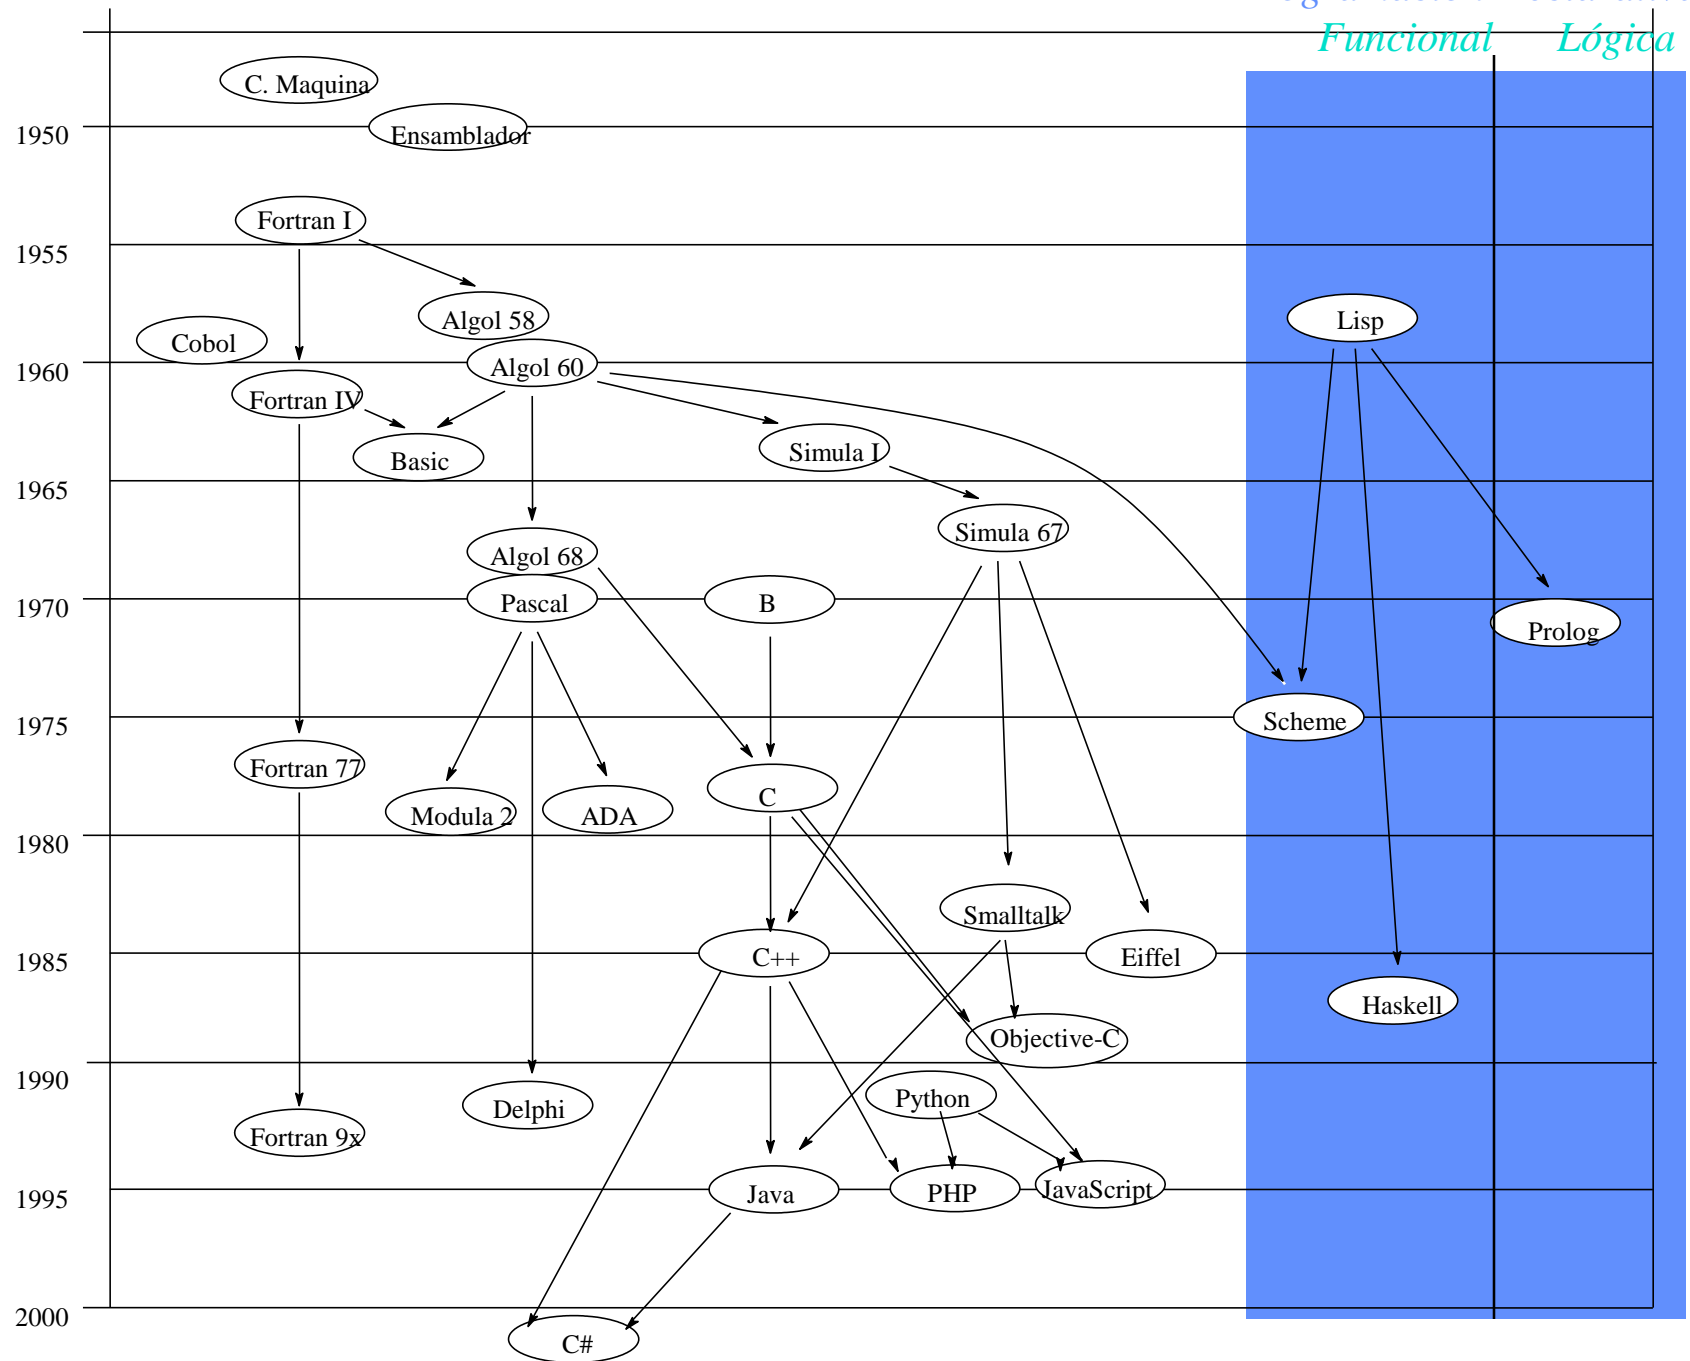 Funcional Lógica
C. Maquina
1950
Ensamblador
Fortran I
1955
Algol 58
Lisp
Cobol
1960
Algol 60
Fortran IV
Basic
Simula I
1965
Simula 67
Algol 68
1970
Pascal
B
Prolog
1975
Scheme
Fortran 77
Modula 2
ADA
C
1980
Smalltalk
1985
C++
Eiffel
Haskell
Objective-C
1990
Python
Delphi
Fortran 9x
1995
Java
PHP
JavaScript
2000
C#